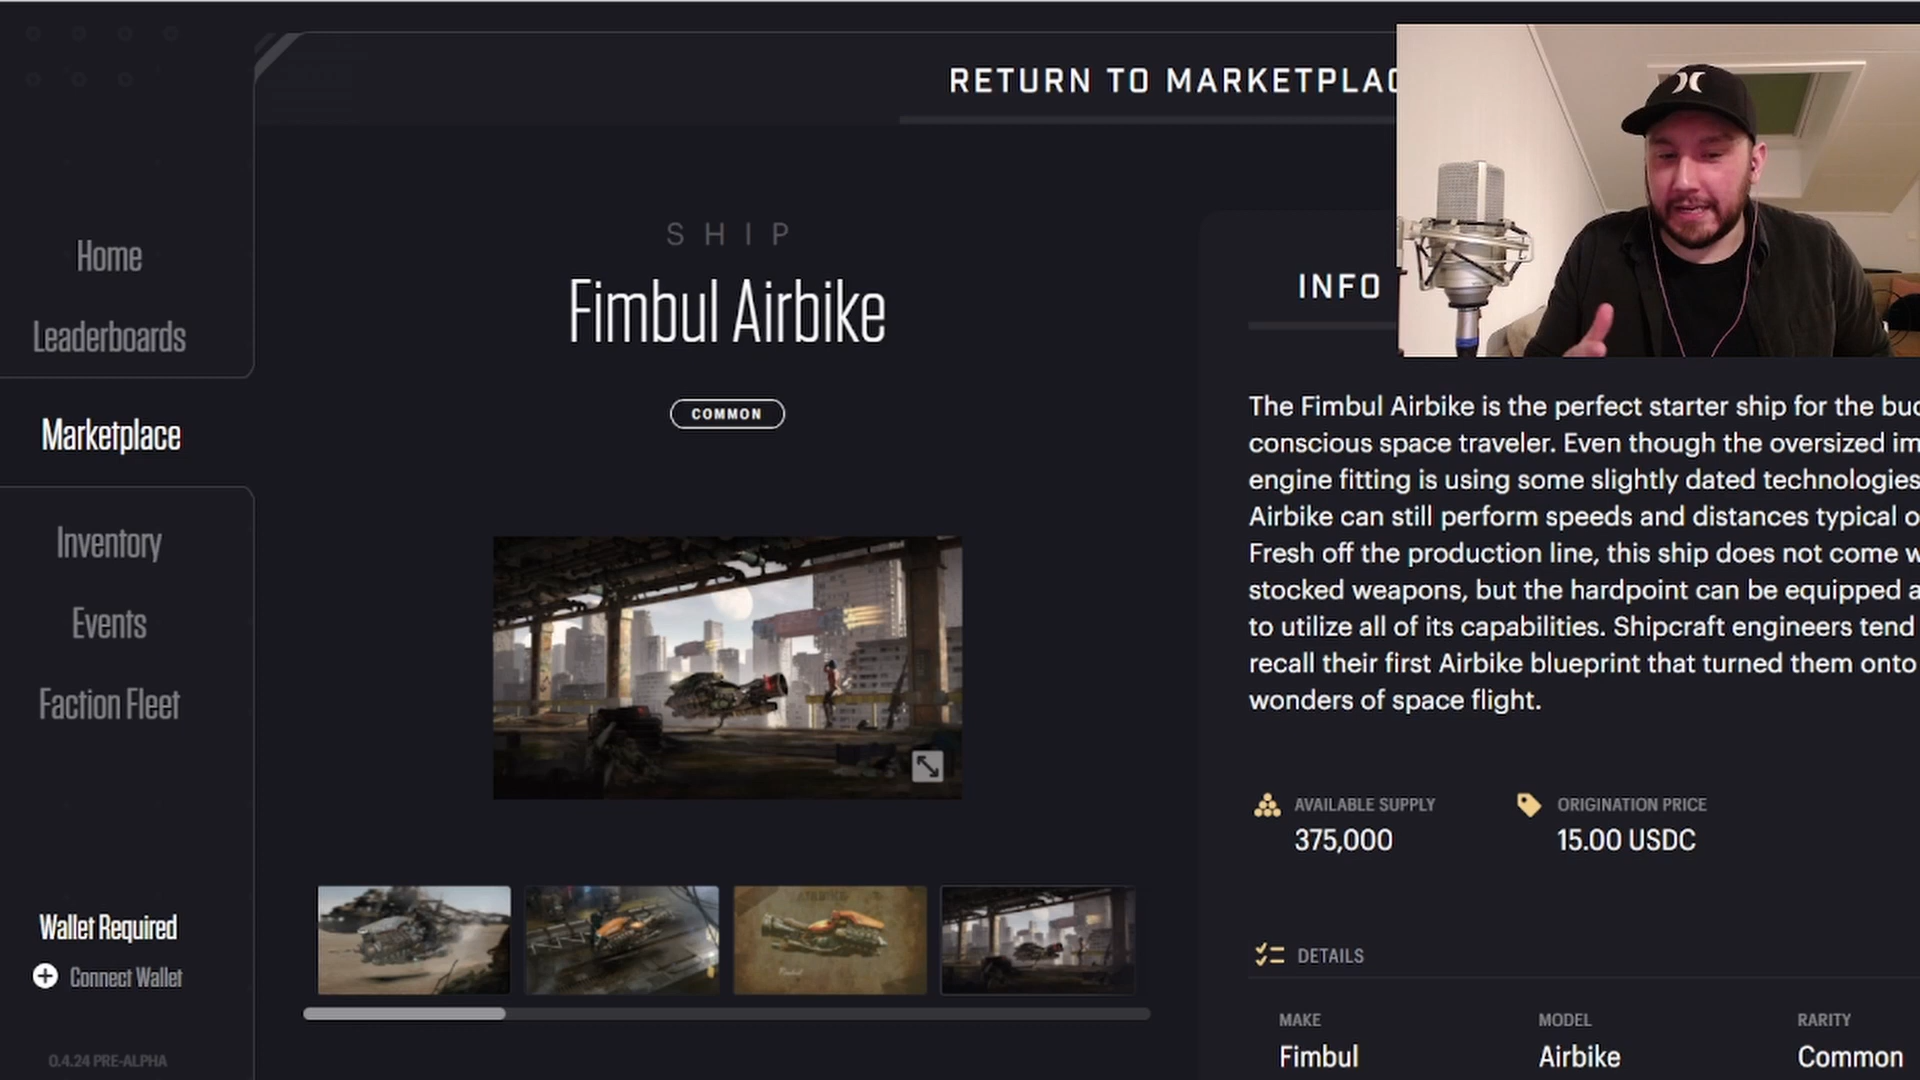 RETURN TO MARKETPLAC
Home
Leaderboards
Marketplace
Inventory
Events
Faction Fleet
Wallet Required
Connect Wallet
0.4.24 PRE-ALPHA
SHIP
Fimbul Airbike
COMMON
INFO
The Fimbul Airbike is the perfect starter ship for the bud
conscious space traveler. Even though the oversized im
engine fitting is using some slightly dated technologies
Airbike can still perform speeds and distances typical o
Fresh off the production line, this ship does not come w
stocked weapons, but the hardpoint can be equipped a
to utilize all of its capabilities. Shipcraft engineers tend
recall their first Airbike blueprint that turned them onto
wonders of space flight.
AVAILABLE SUPPLY
375,000
ORIGINATION PRICE
15.00 USDC
DETAILS
MAKE
Fimbul
MODEL
Airbike
RARITY
Common